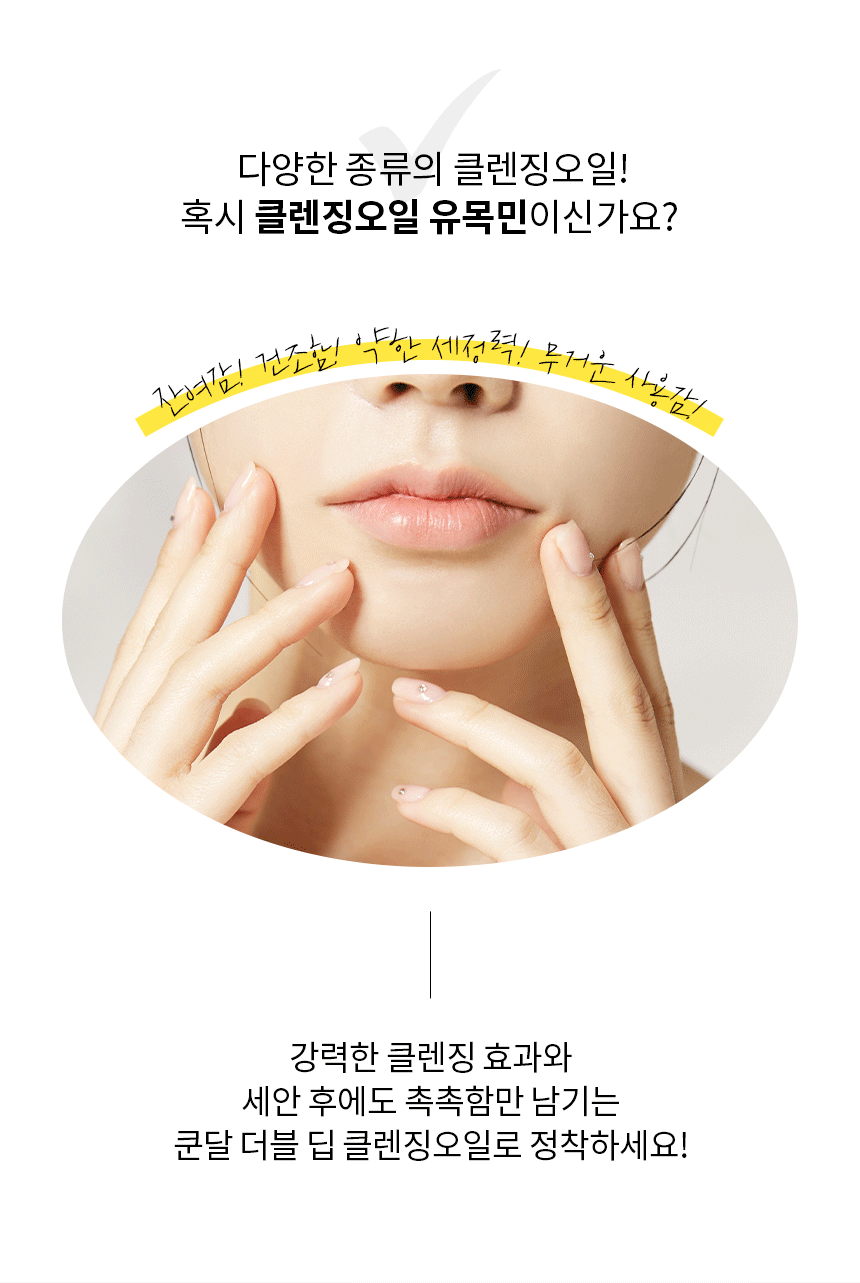 다양한 종류의 클렌징오일!
혹시 클렌징오일 유목민이신가요?
잔여감! 건조함! 약한 세정력! 무거운 사용감!
강력한 클렌징 효과와
세안 후에도 촉촉함만 남기는
쿤달 더블 딥 클렌징오일로 정착하세요!